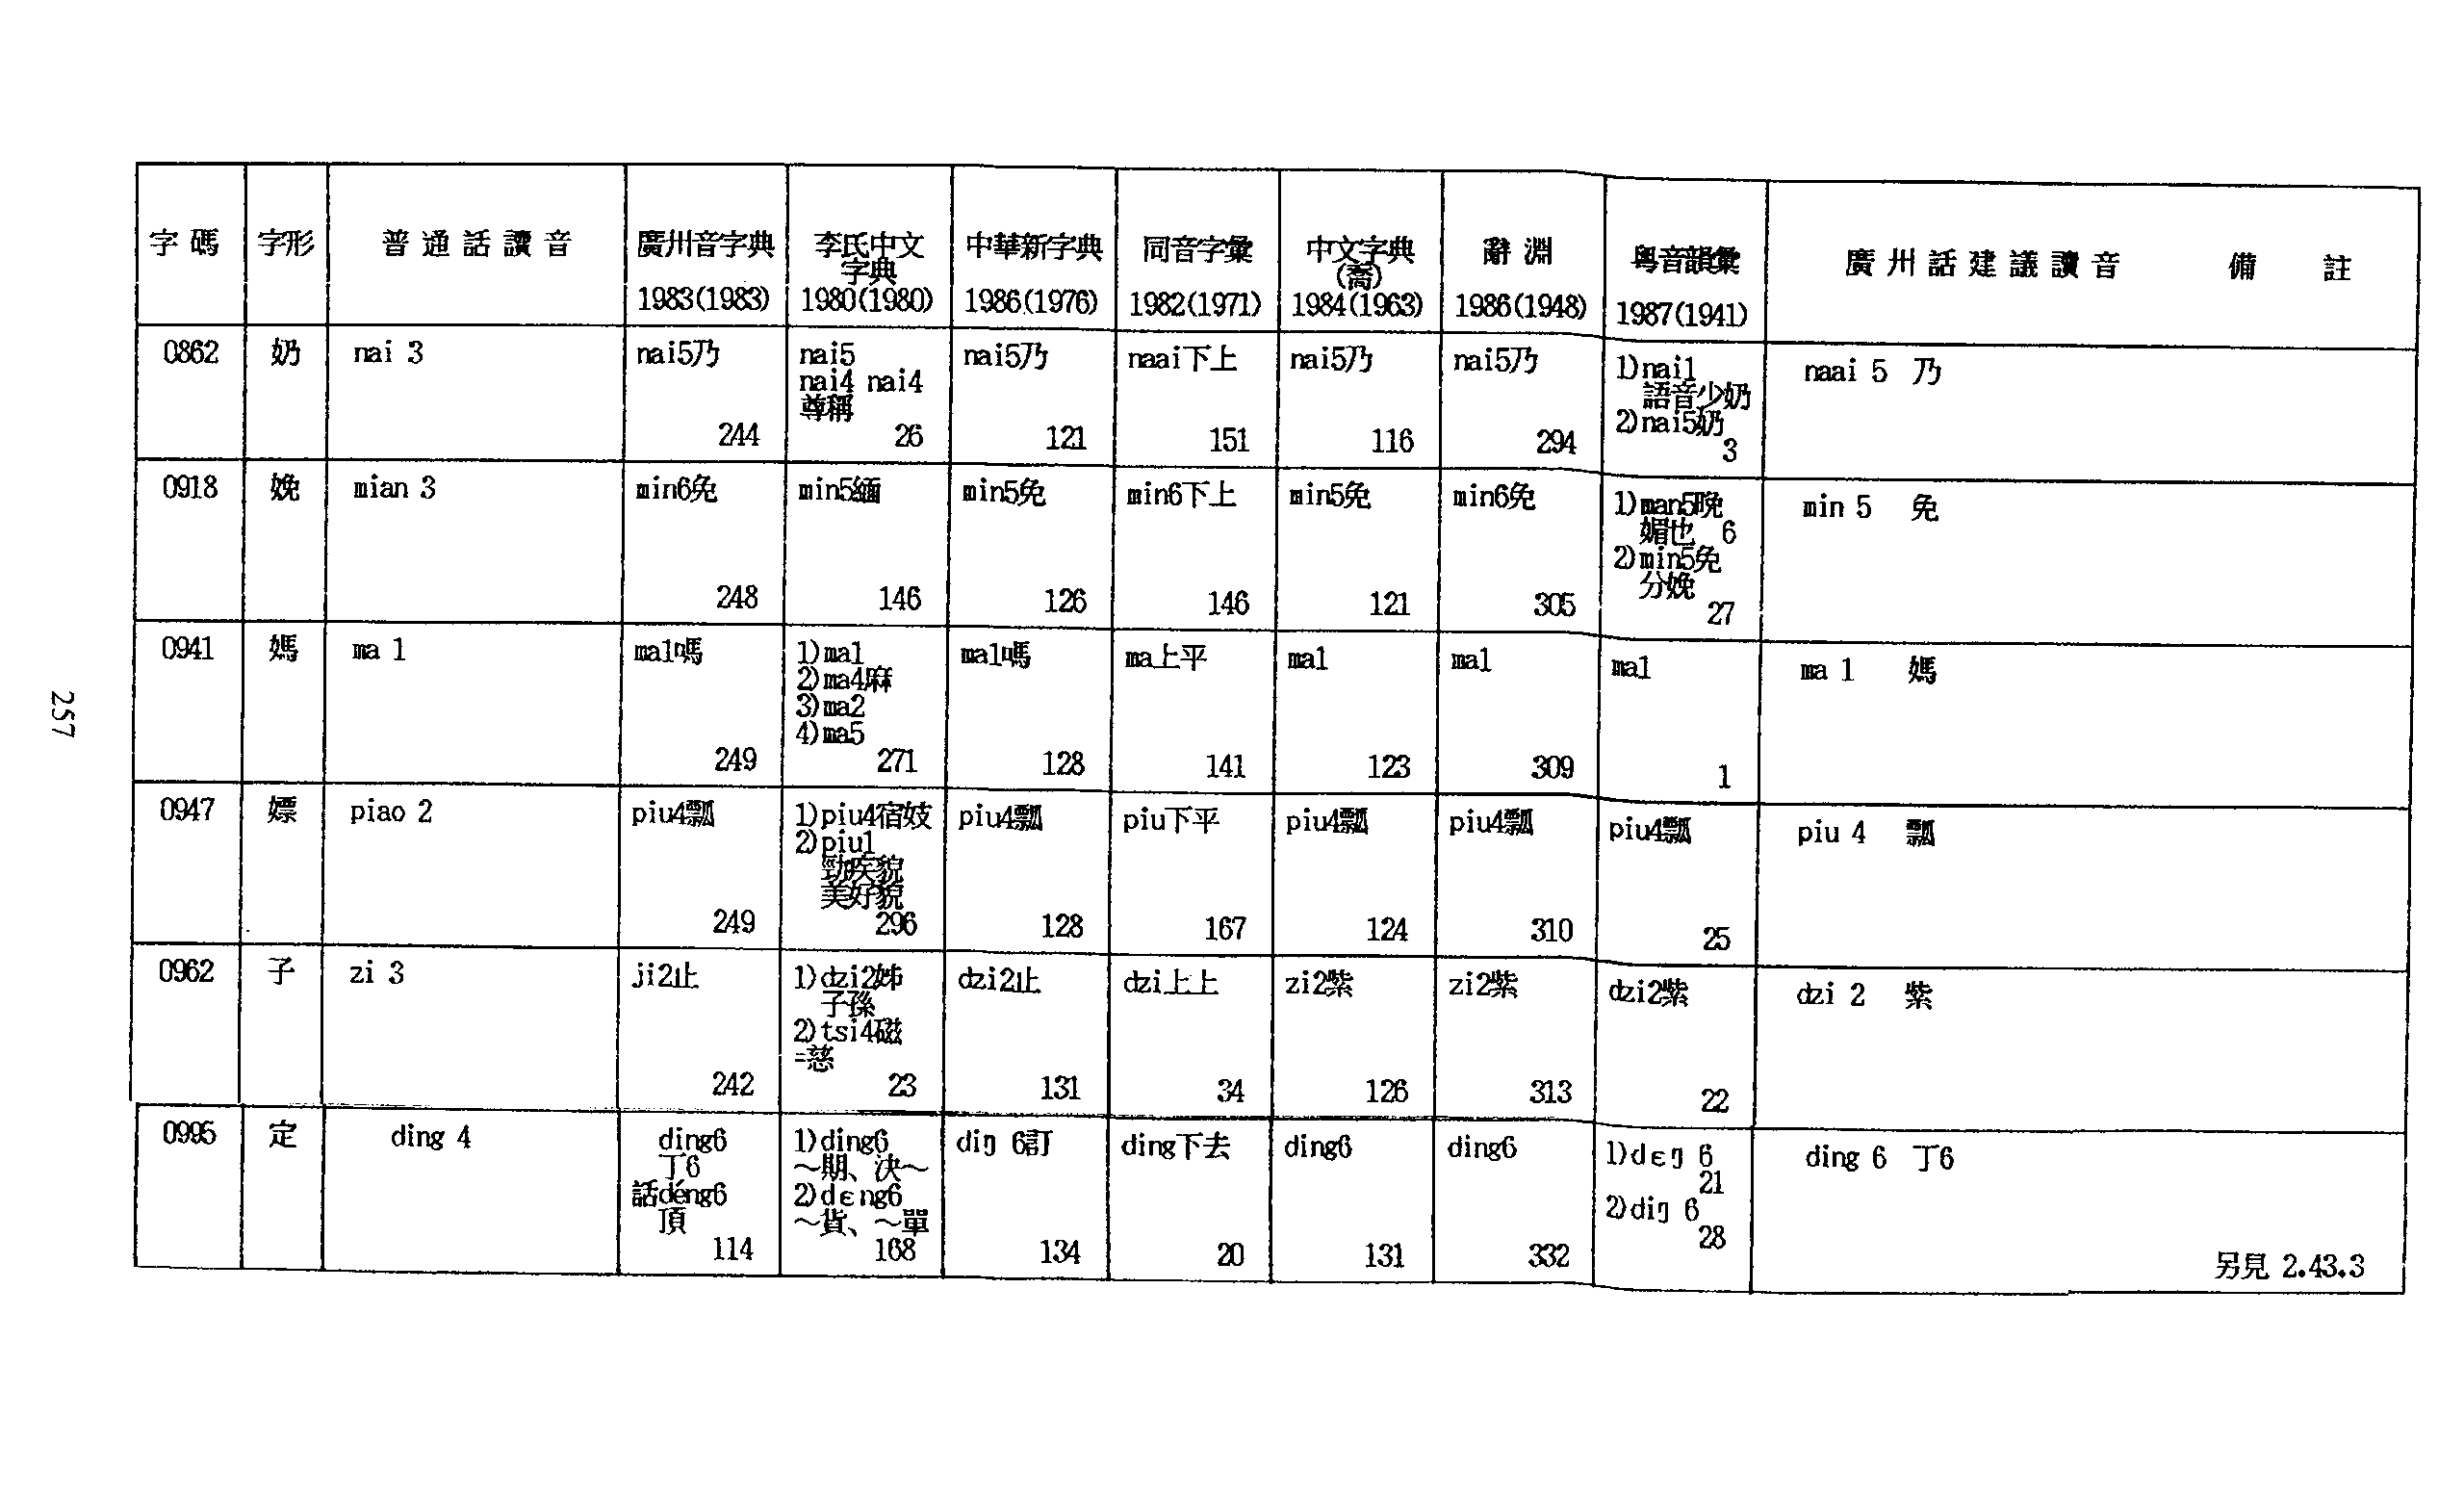 字碼 字形 普通話讀音 廣州音字典 1983(1983) 李氏中文字典 1980(1980) 中華新字典 1986(1976) 同音字彙 1982(1971) 中文字典(喬) 1984(1963) 辭淵 1986(1948) 粵音韻彙 1987(1941) 廣州話建議讀音 備註
0862 奶 nai 3
nai5乃
244
nai5
nai4 nai4
尊稱
26
nai5乃
121
naai下上
151
nai5乃
116
nai5乃
294
1)nai1
語音少奶
2)nai5奶
3
naai 5 乃
0918 娩 mian 3
min6免
248
min5緬
146
min5免
126
min6下上
146
min5免
121
min6免
305
1)man5晚
媚也 6
2)min5免
分娩
27
min 5 免
0941 媽 ma 1
ma1嗎
249
1)ma1
2)ma4麻
3)ma2
4)ma5
271
ma1嗎
128
ma上平
141
ma1
123
ma1
309
ma1
1
ma 1 媽
0947 嫖 piao 2
piu4瓢
249
1)piu4宿妓
2)piu1
勁疾貌
美好貌
296
piu4瓢
128
piu下平
167
piu4瓢
124
piu4瓢
310
piu4瓢
25
piu 4 瓢
0962 子 zi 3
ji2止
242
1)dzi2姊
子孫
2)tsi4磁
=慈
23
dzi2止
131
dzi上上
34
zi2紫
126
zi2紫
313
dzi2紫
22
dzi 2 紫
0995 定 ding 4
ding6
丁6
話déng6
頂
114
1)ding6
～期、決～
2)dɛng6
～貨、～單
168
diŋ 6訂
134
ding下去
20
ding6
131
ding6
332
1)dɛŋ 6
21
2)diŋ 6
28
ding 6 丁6
另見 2.43.3
257